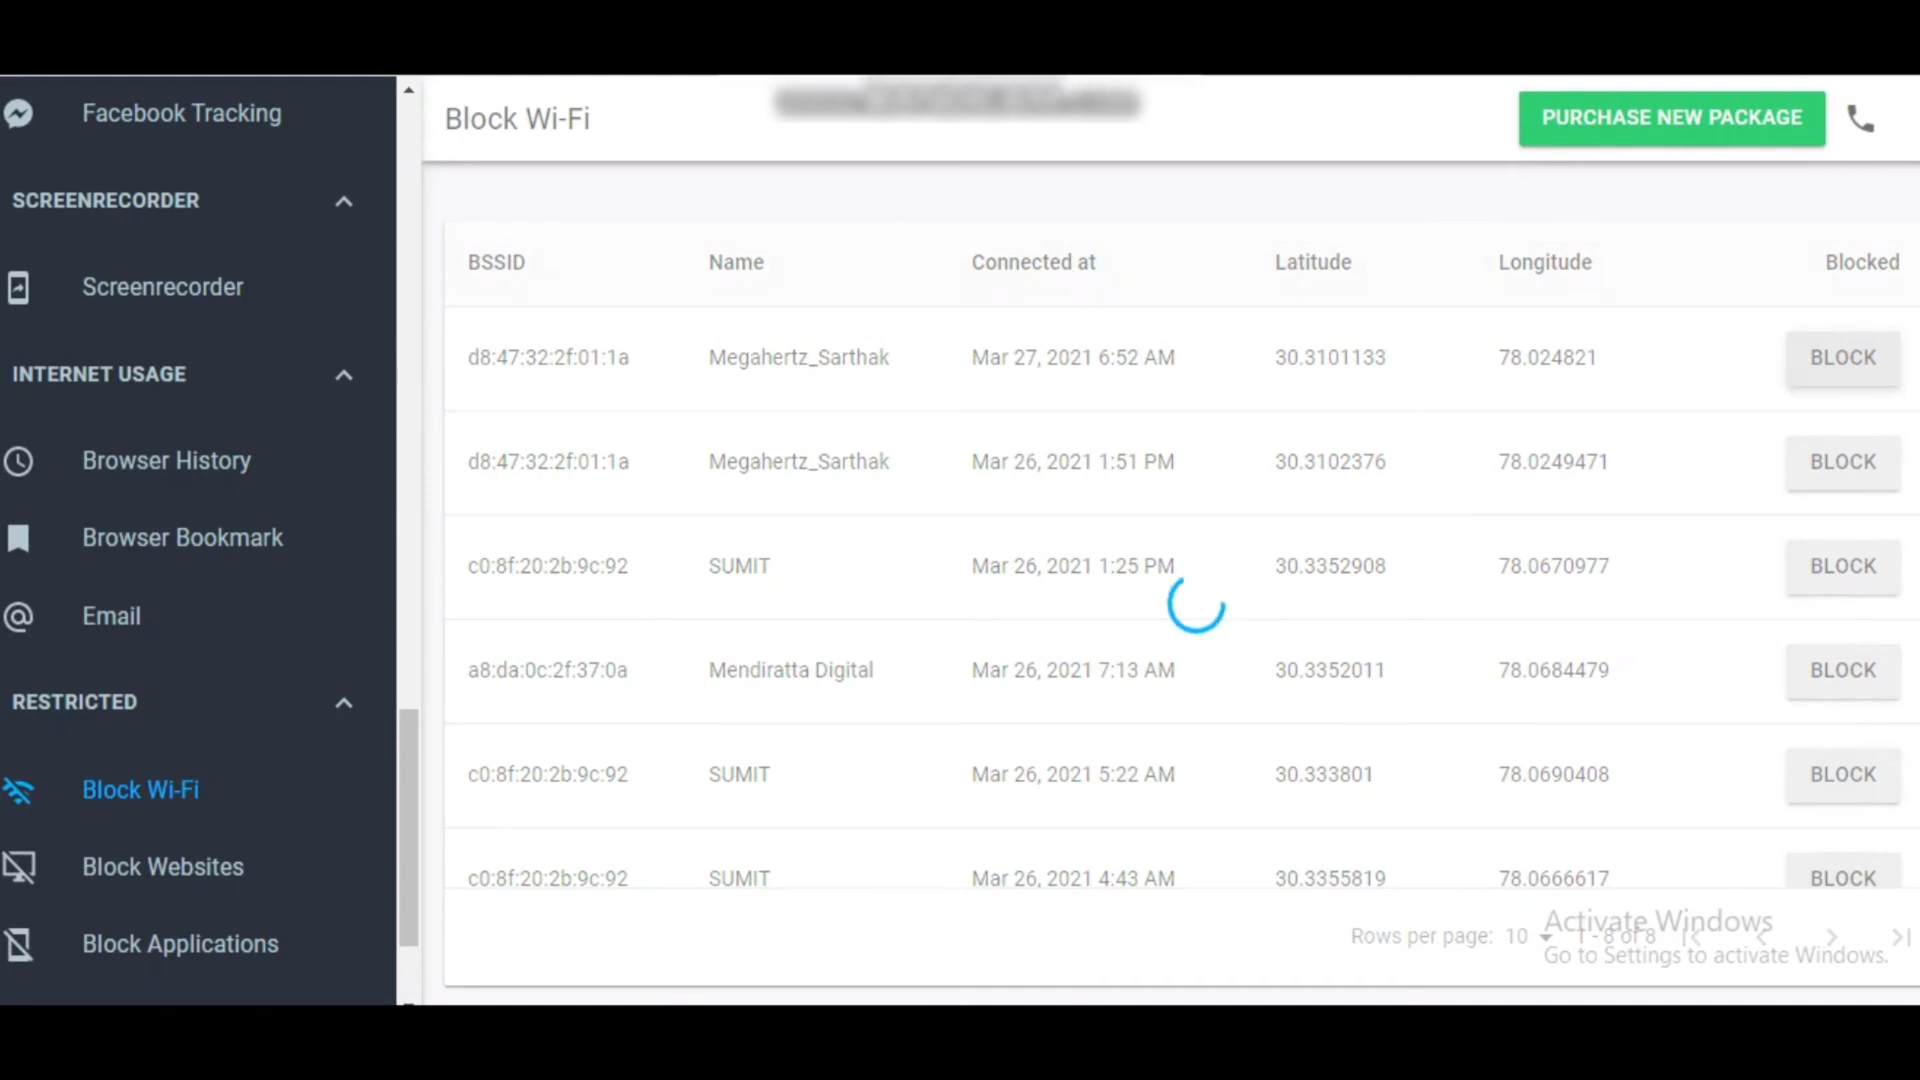 Facebook Tracking
SCREENRECORDER
Screenrecorder
INTERNET USAGE
Browser History
Browser Bookmark
Email
RESTRICTED
Block Wi-Fi
Block Websites
Block Applications
Block Wi-Fi
PURCHASE NEW PACKAGE
BSSID Name Connected at Latitude Longitude Blocked
d8:47:32:2f:01:1a Megahertz_Sarthak Mar 27, 2021 6:52 AM 30.3101133 78.024821 BLOCK
d8:47:32:2f:01:1a Megahertz_Sarthak Mar 26, 2021 1:51 PM 30.3102376 78.0249471 BLOCK
c0:8f:20:2b:9c:92 SUMIT Mar 26, 2021 1:25 PM 30.3352908 78.0670977 BLOCK
a8:da:0c:2f:37:0a Mendiratta Digital Mar 26, 2021 7:13 AM 30.3352011 78.0684479 BLOCK
c0:8f:20:2b:9c:92 SUMIT Mar 26, 2021 5:22 AM 30.333801 78.0690408 BLOCK
c0:8f:20:2b:9c:92 SUMIT Mar 26, 2021 4:43 AM 30.3355819 78.0666617 BLOCK
Rows per page: 10 1-8 of 8
Activate Windows
Go to Settings to activate Windows.